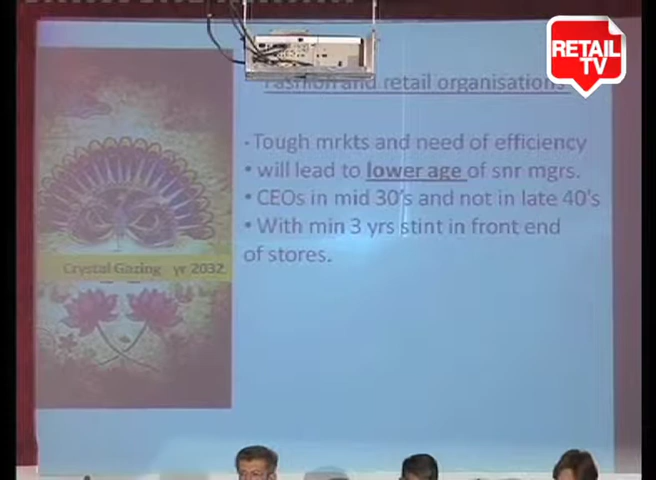 RETAIL
TV
Fashion and retail organisations
- Tough mrkts and need of efficiency
• will lead to lower age of snr mgrs.
• CEOs in mid 30's and not in late 40's
• With min 3 yrs stint in front end
of stores.
Crystal Gazing yr 2032